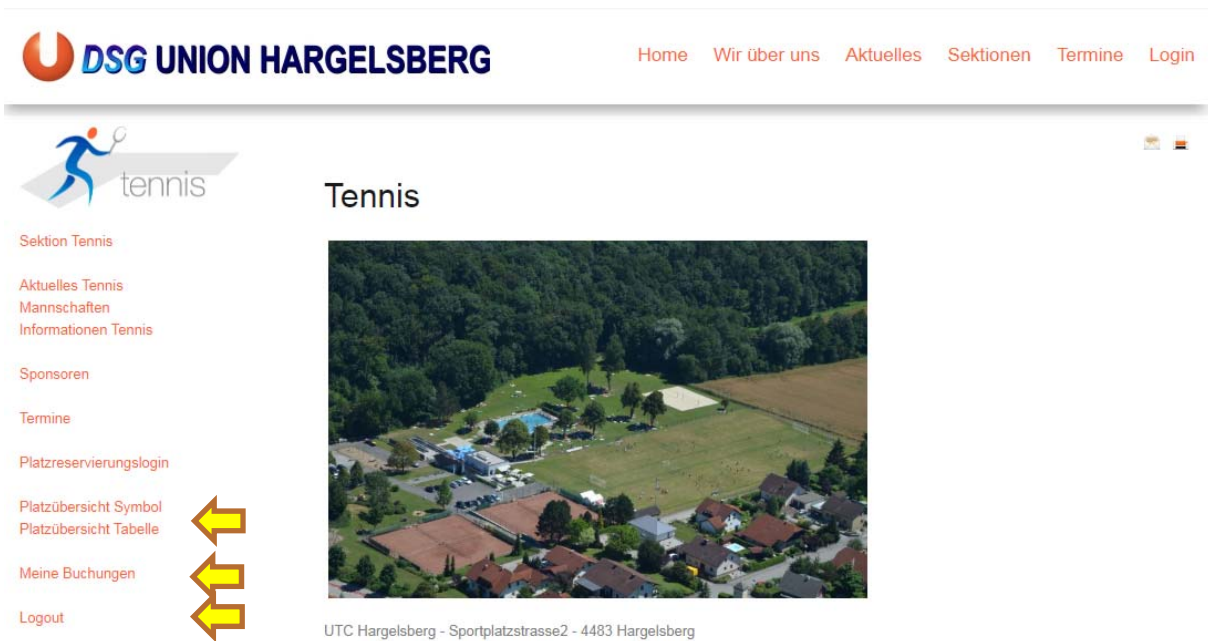 DSG UNION HARGELSBERG
Home Wir über uns Aktuelles Sektionen Termine Login
tennis
Tennis
Sektion Tennis
Aktuelles Tennis
Mannschaften
Informationen Tennis
Sponsoren
Termine
Platzreservierungslogin
Platzübersicht Symbol
Platzübersicht Tabelle
Meine Buchungen
Logout
UTC Hargelsberg - Sportplatzstrasse2 - 4483 Hargelsberg